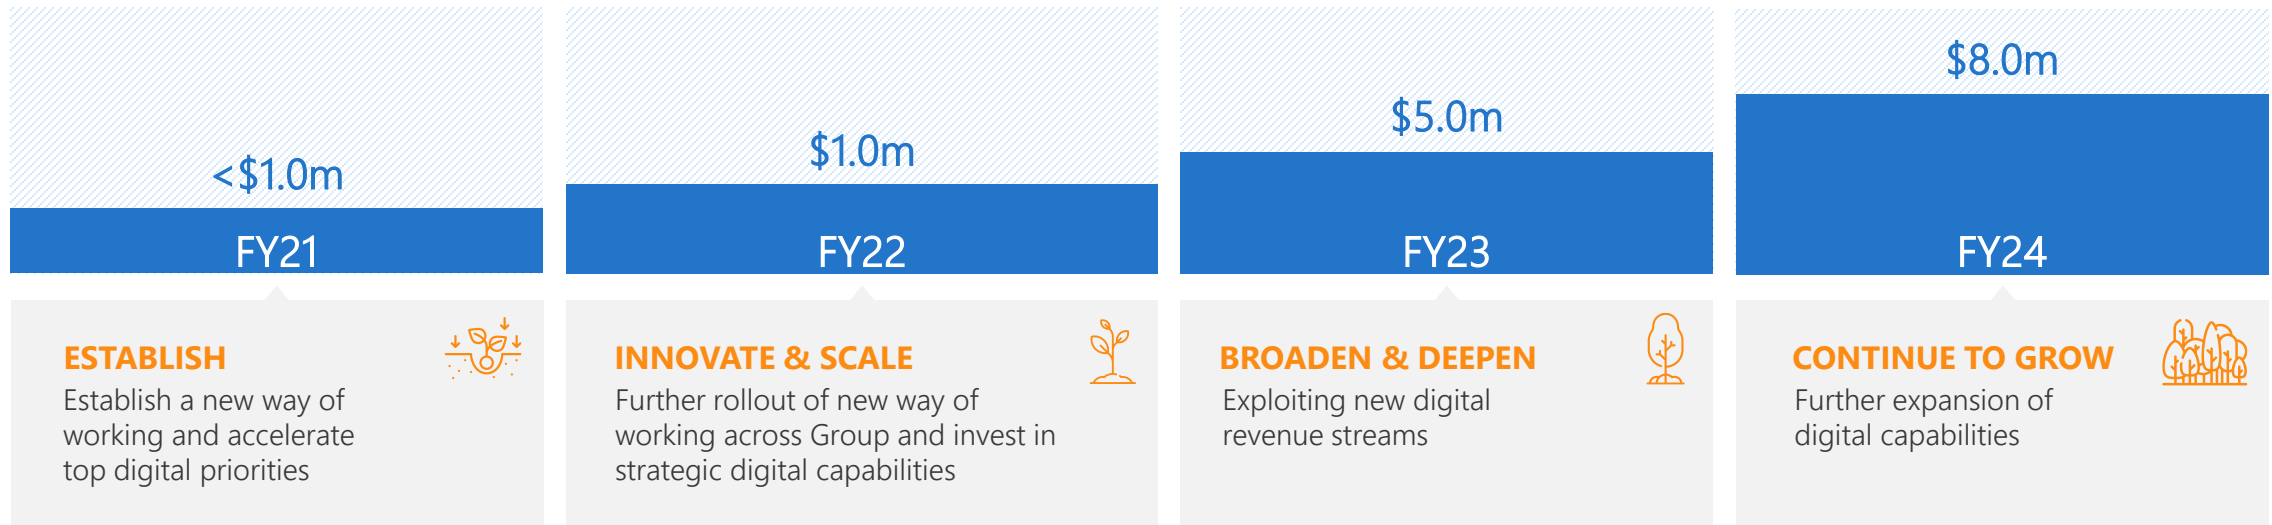 <$1.0m
FY21
ESTABLISH
Establish a new way of
working and accelerate
top digital priorities
$1.0m
FY22
INNOVATE & SCALE
Further rollout of new way of
working across Group and invest in
strategic digital capabilities
$5.0m
FY23
BROADEN & DEEPEN
Exploiting new digital
revenue streams
$8.0m
FY24
CONTINUE TO GROW
Further expansion of
digital capabilities